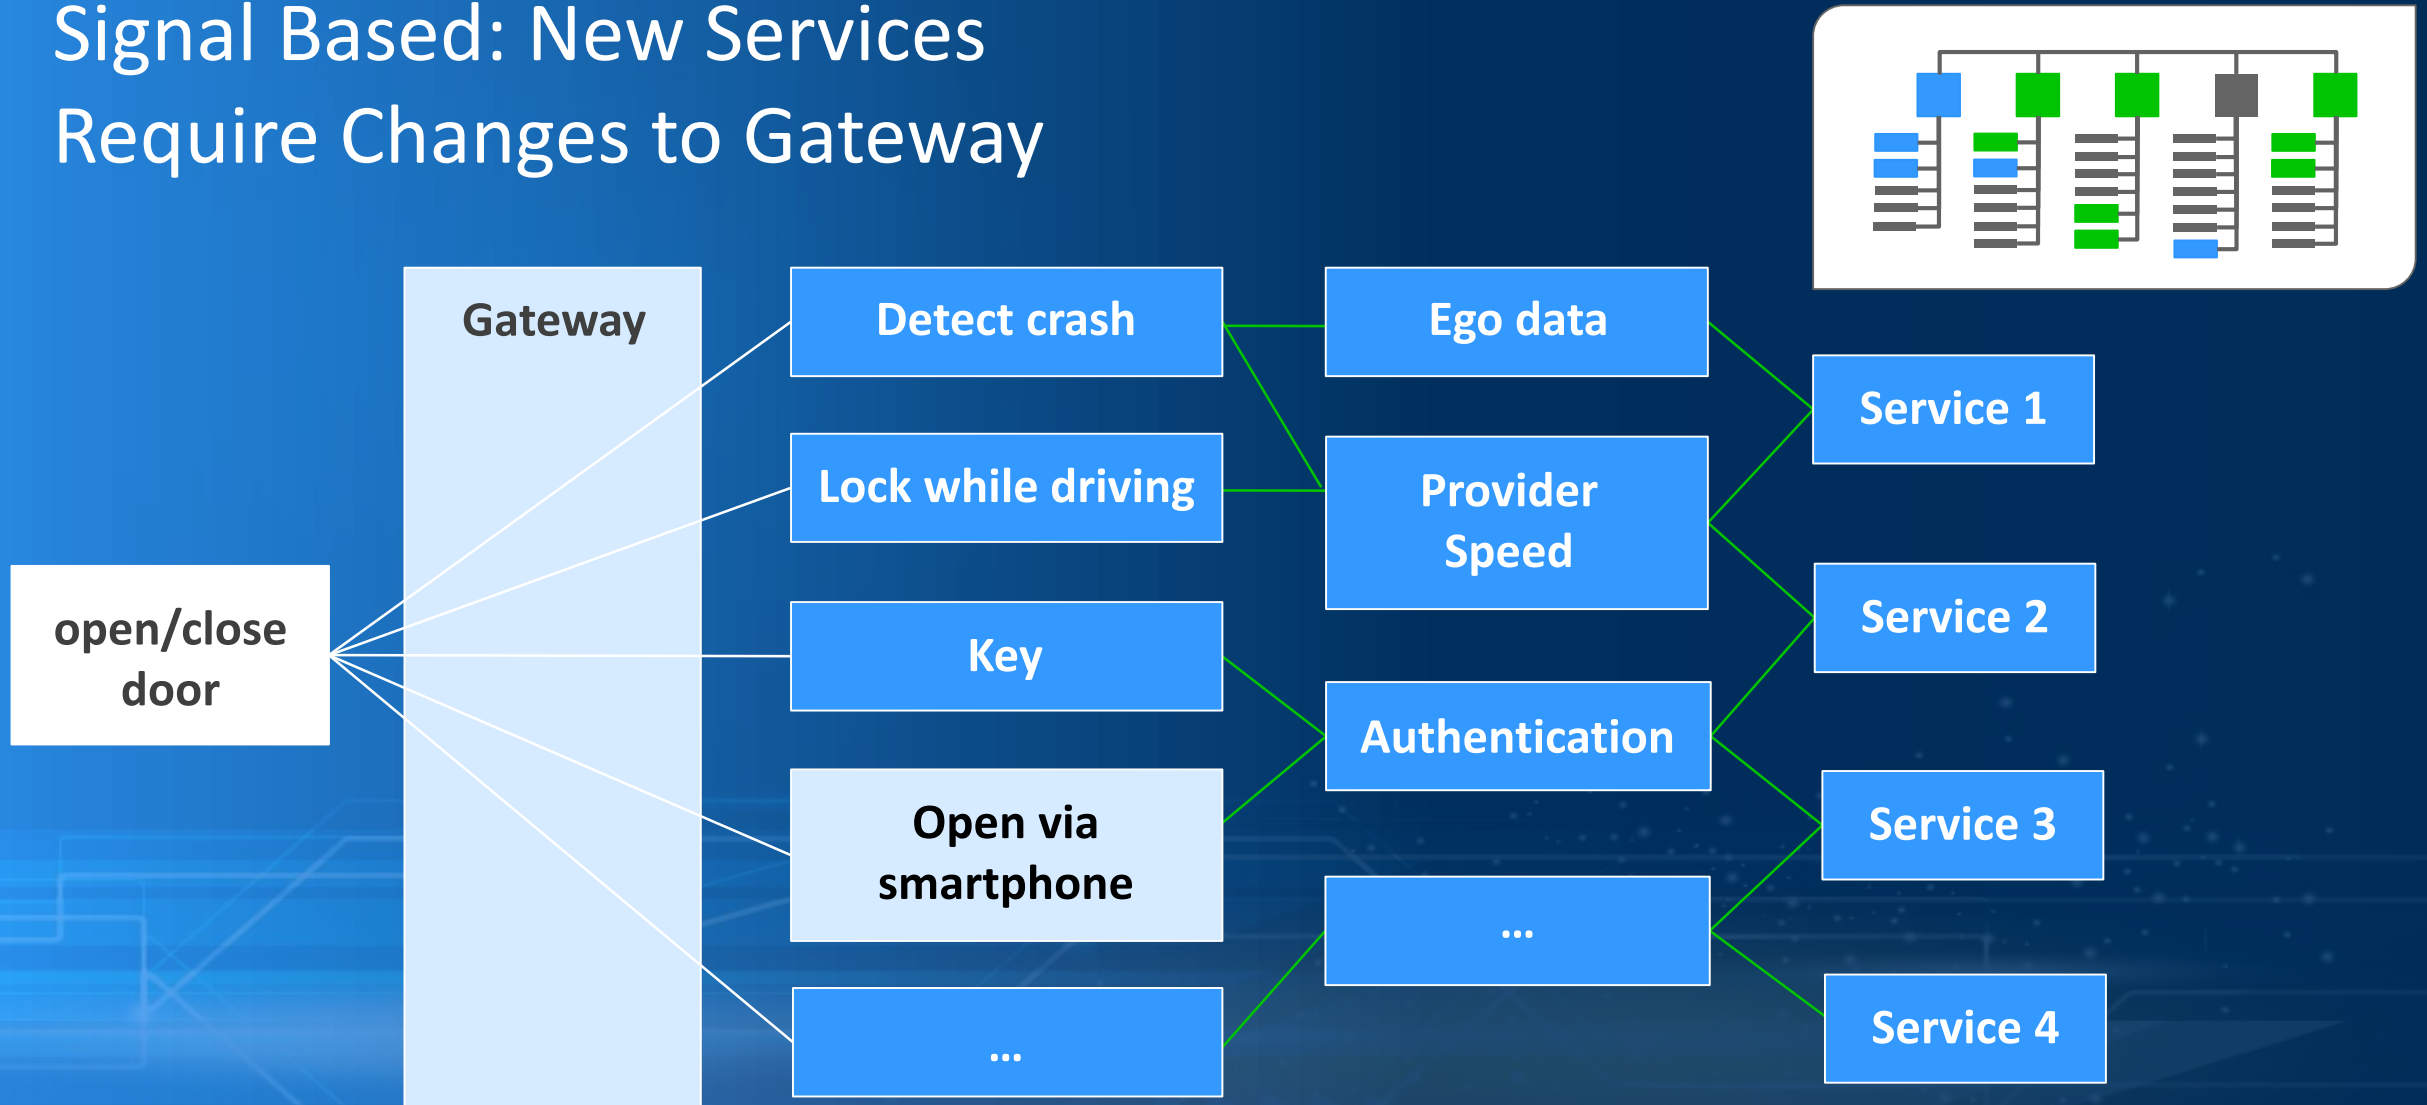 Signal Based: New Services
Require Changes to Gateway
Gateway
Detect crash
Ego data
Service 1
Lock while driving
Provider
Speed
open/close
door
Service 2
Key
Authentication
Open via
smartphone
Service 3
...
Service 4
...